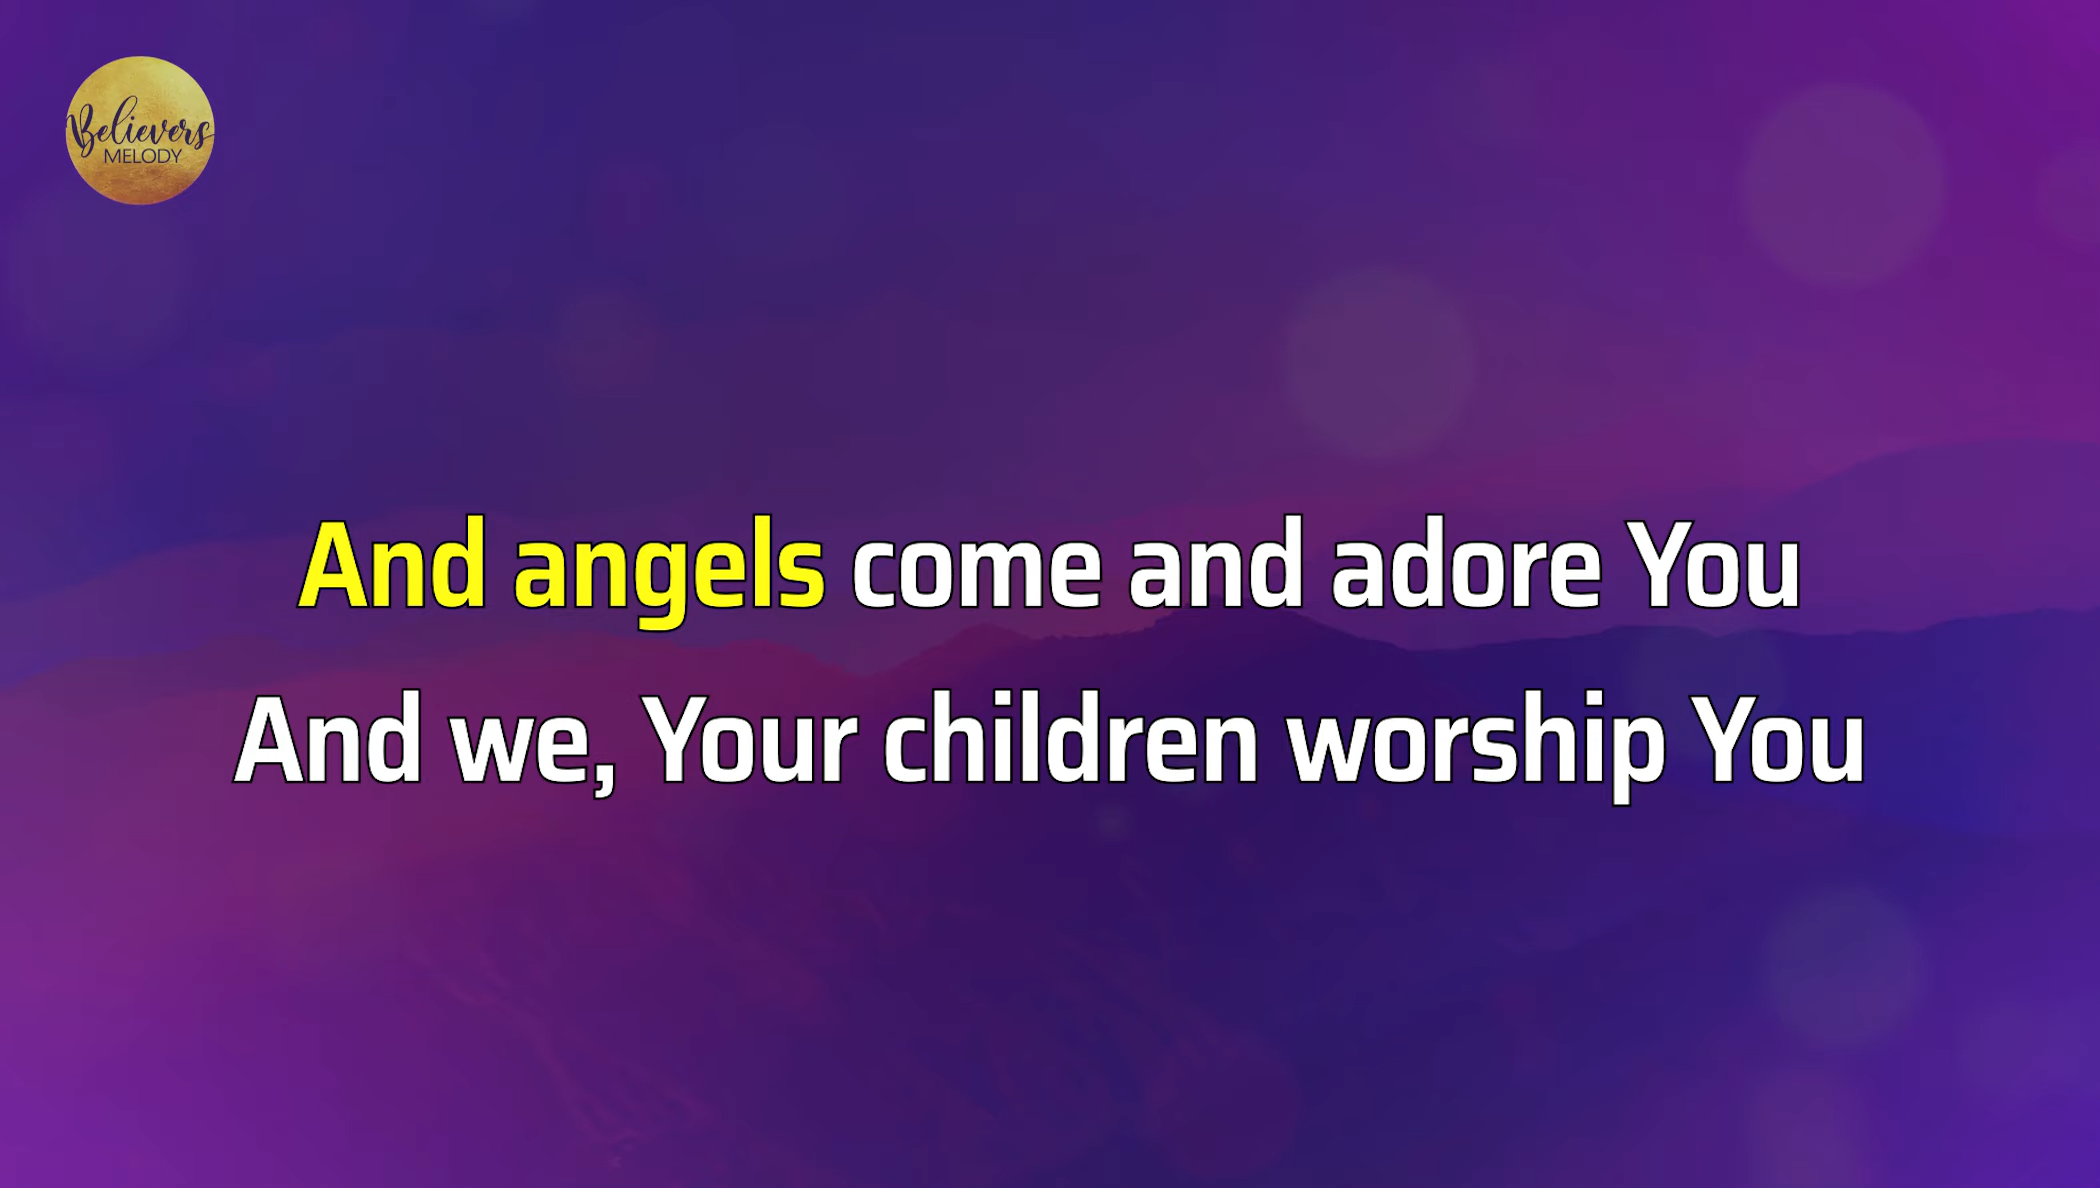 Believers
MELODY
And angels come and adore You
And we, Your children worship You